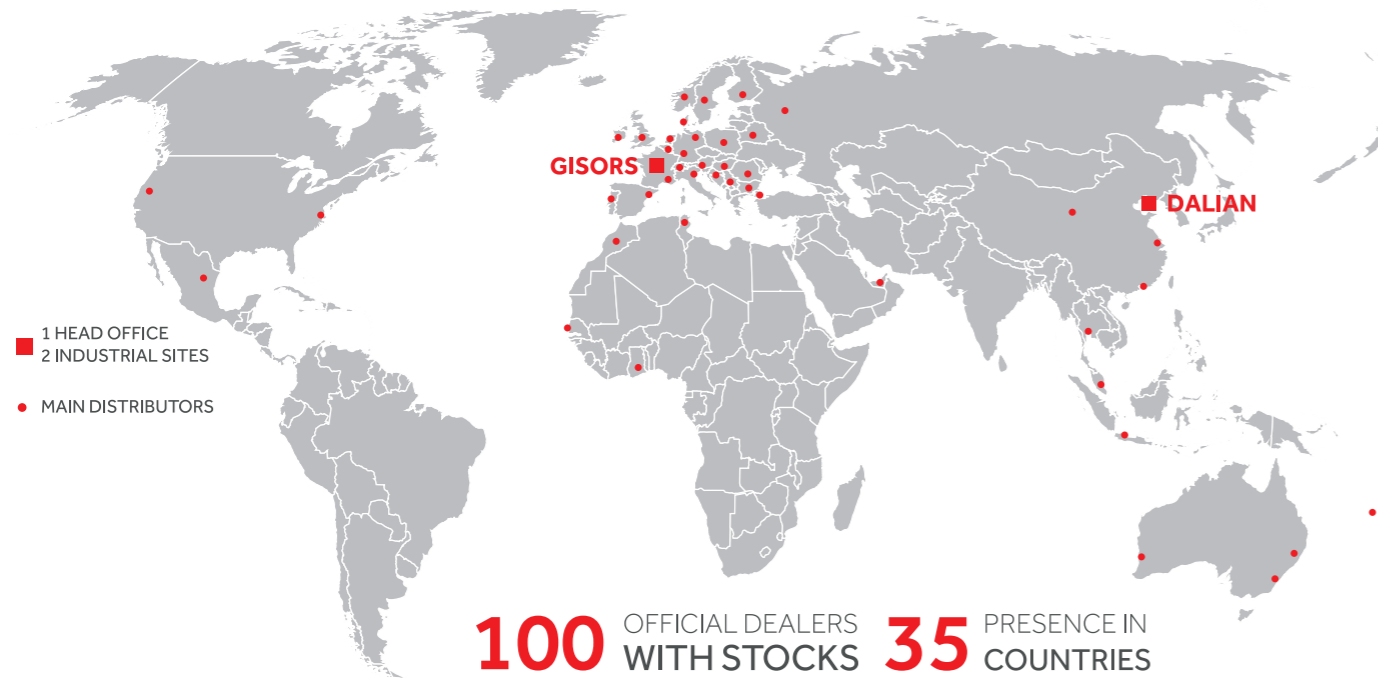 GISORS
DALIAN
1 HEAD OFFICE
2 INDUSTRIAL SITES
MAIN DISTRIBUTORS
100 OFFICIAL DEALERS
WITH STOCKS
35 PRESENCE IN
COUNTRIES